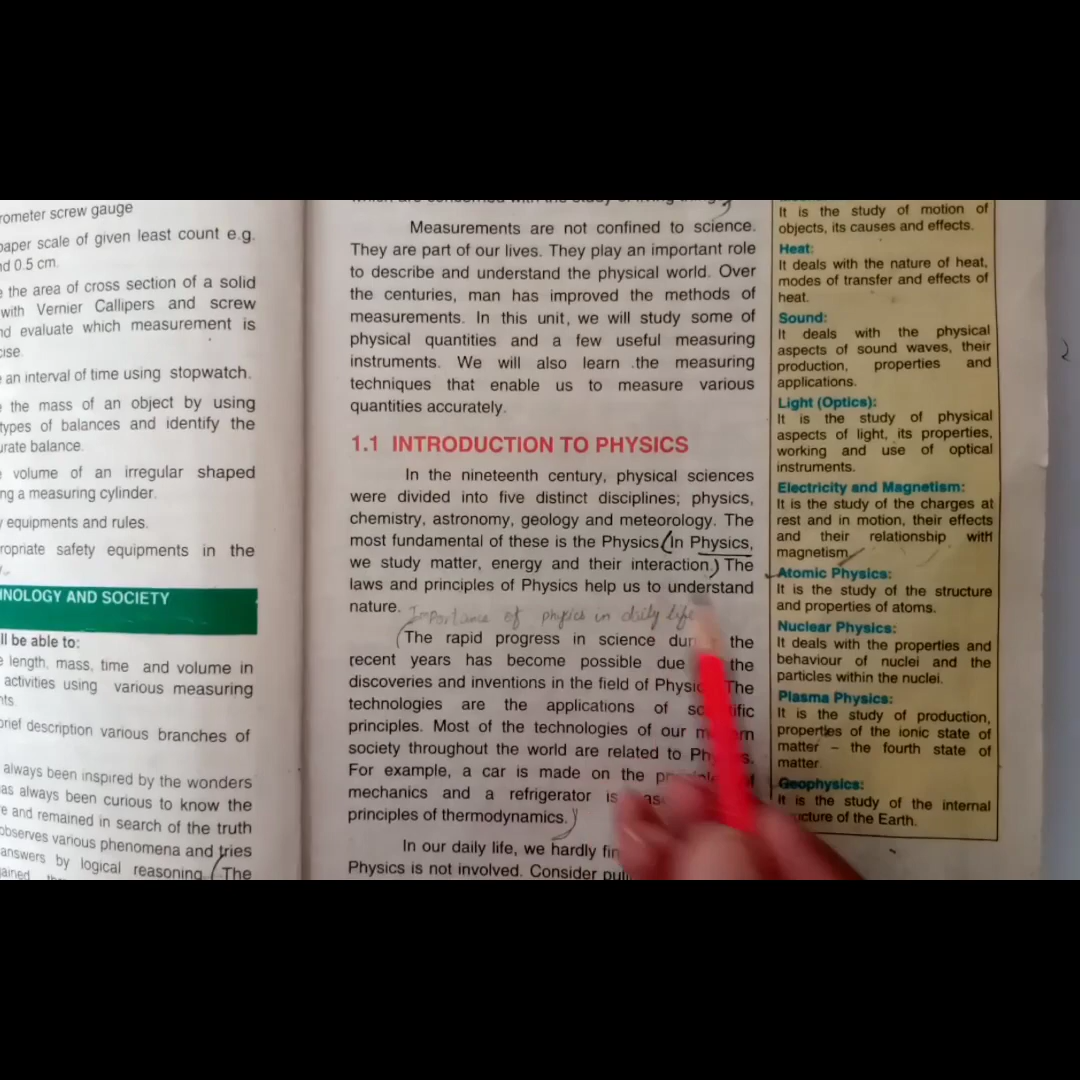 rometer screw gauge
paper scale of given least count e.g.
nd 0.5 cm.
e the area of cross section of a solid
with Vernier Callipers and screw
nd evaluate which measurement is
cise.
an interval of time using stopwatch.
e the mass of an object by using
types of balances and identify the
urate balance.
volume of an irregular shaped
ng a measuring cylinder.
y equipments and rules.
ropriate safety equipments in the
NOLOGY AND SOCIETY
ll be able to:
e length, mass, time and volume in
activities using various measuring
nts.
brief description various branches of
always been inspired by the wonders
as always been curious to know the
e and remained in search of the truth
observes various phenomena and tries
answers by logical reasoning. (The
Measurements are not confined to science.
They are part of our lives. They play an important role
to describe and understand the physical world. Over
the centuries, man has improved the methods of
measurements. In this unit, we will study some of
physical quantities and a few useful measuring
instruments. We will also learn the measuring
techniques that enable us to measure various
quantities accurately.
1.1 INTRODUCTION TO PHYSICS
In the nineteenth century, physical sciences
were divided into five distinct disciplines; physics,
chemistry, astronomy, geology and meteorology. The
most fundamental of these is the Physics. (In Physics,
we study matter, energy and their interaction.) The
laws and principles of Physics help us to understand
nature.
Importance of physics in daily life
(The rapid progress in science during the
recent years has become possible due the
discoveries and inventions in the field of Physics. The
technologies are the applications of scientific
principles. Most of the technologies of our modern
society throughout the world are related to Physics.
For example, a car is made on the
mechanics and a refrigerator is
principles of thermodynamics.)
In our daily life, we hardly
Physics is not involved. Consider
It is the study of motion of
objects, its causes and effects.
Heat:
It deals with the nature of heat,
modes of transfer and effects of
heat.
Sound:
It deals with the physical
aspects of sound waves, their
production, properties and
applications.
Light (Optics):
It is the study of physical
aspects of light, its properties,
working and use of optical
instruments.
Electricity and Magnetism:
It is the study of the charges at
rest and in motion, their effects
and their relationship with
magnetism.
Atomic Physics:
It is the study of the structure
and properties of atoms.
Nuclear Physics:
It deals with the properties and
behaviour of nuclei and the
particles within the nuclei.
Plasma Physics:
It is the study of production,
properties of the ionic state of
matter – the fourth state of
matter.
Geophysics:
It is the study of the internal
structure of the Earth.